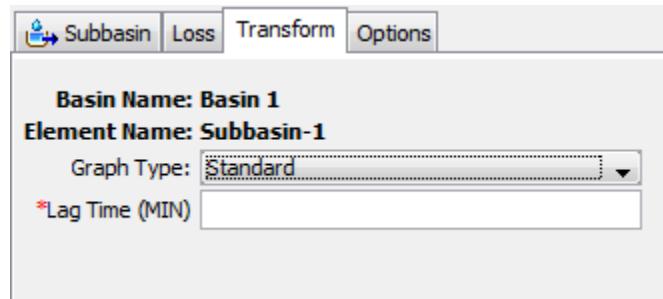 Subbasin Loss Transform Options
Basin Name: Basin 1
Element Name: Subbasin-1
Graph Type: Standard
*Lag Time (MIN)